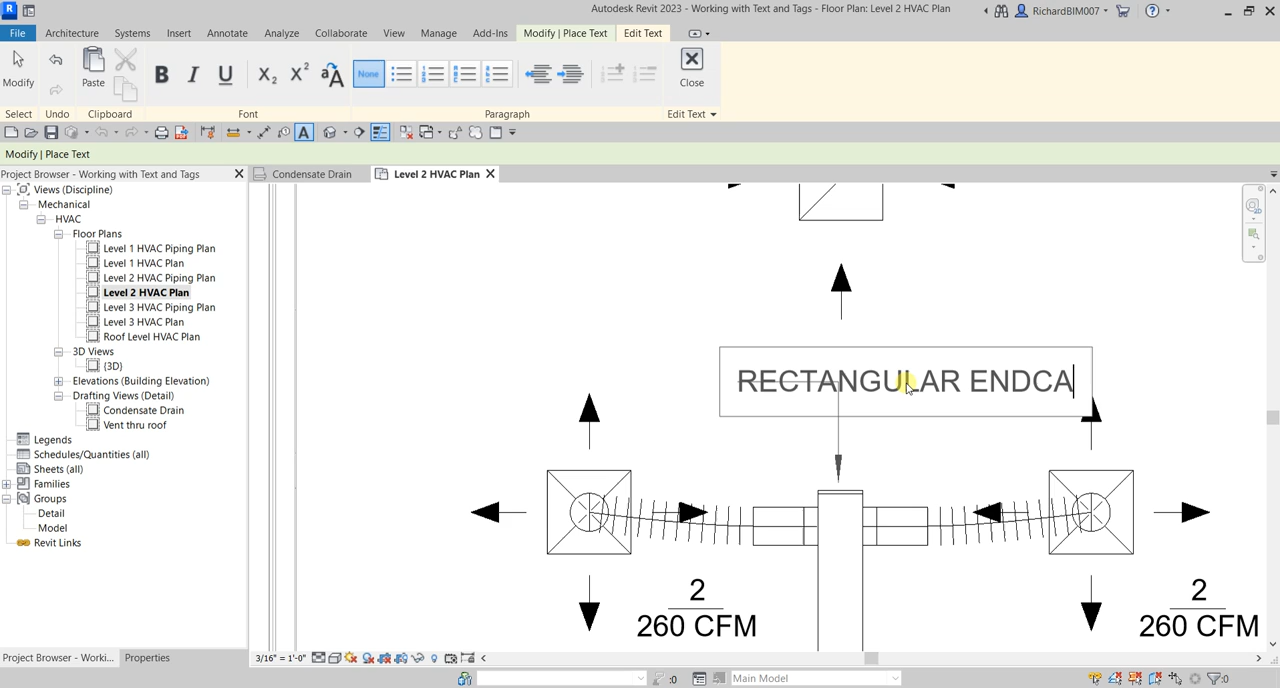 R
Autodesk Revit 2023 - Working with Text and Tags - Floor Plan: Level 2 HVAC Plan
RichardBIM007
File Architecture Systems Insert Annotate Analyze Collaborate View Manage Add-Ins Modify | Place Text Edit Text
Modify
Paste
B I U X2 X2 aA
None
Close
Select Undo Clipboard Font Paragraph Edit Text
A
Modify | Place Text
Project Browser - Working with Text and Tags
Condensate Drain
Level 2 HVAC Plan
Views (Discipline)
Mechanical
HVAC
Floor Plans
Level 1 HVAC Piping Plan
Level 1 HVAC Plan
Level 2 HVAC Piping Plan
Level 2 HVAC Plan
Level 3 HVAC Piping Plan
Level 3 HVAC Plan
Roof Level HVAC Plan
3D Views
{3D}
Elevations (Building Elevation)
Drafting Views (Detail)
Condensate Drain
Vent thru roof
Legends
Schedules/Quantities (all)
Sheets (all)
Families
Groups
Detail
Model
Revit Links
RECTANGULAR ENDCA
2
260 CFM
2
260 CFM
2D
Project Browser - Worki...
Properties
3/16" = 1'-0"
:0
Main Model
:0